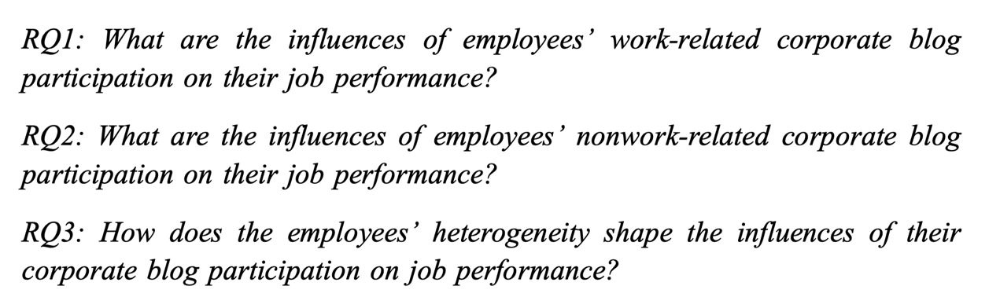 RQ1: What are the influences of employees’ work-related corporate blog
participation on their job performance?
RQ2: What are the influences of employees’ nonwork-related corporate blog
participation on their job performance?
RQ3: How does the employees’ heterogeneity shape the influences of their
corporate blog participation on job performance?